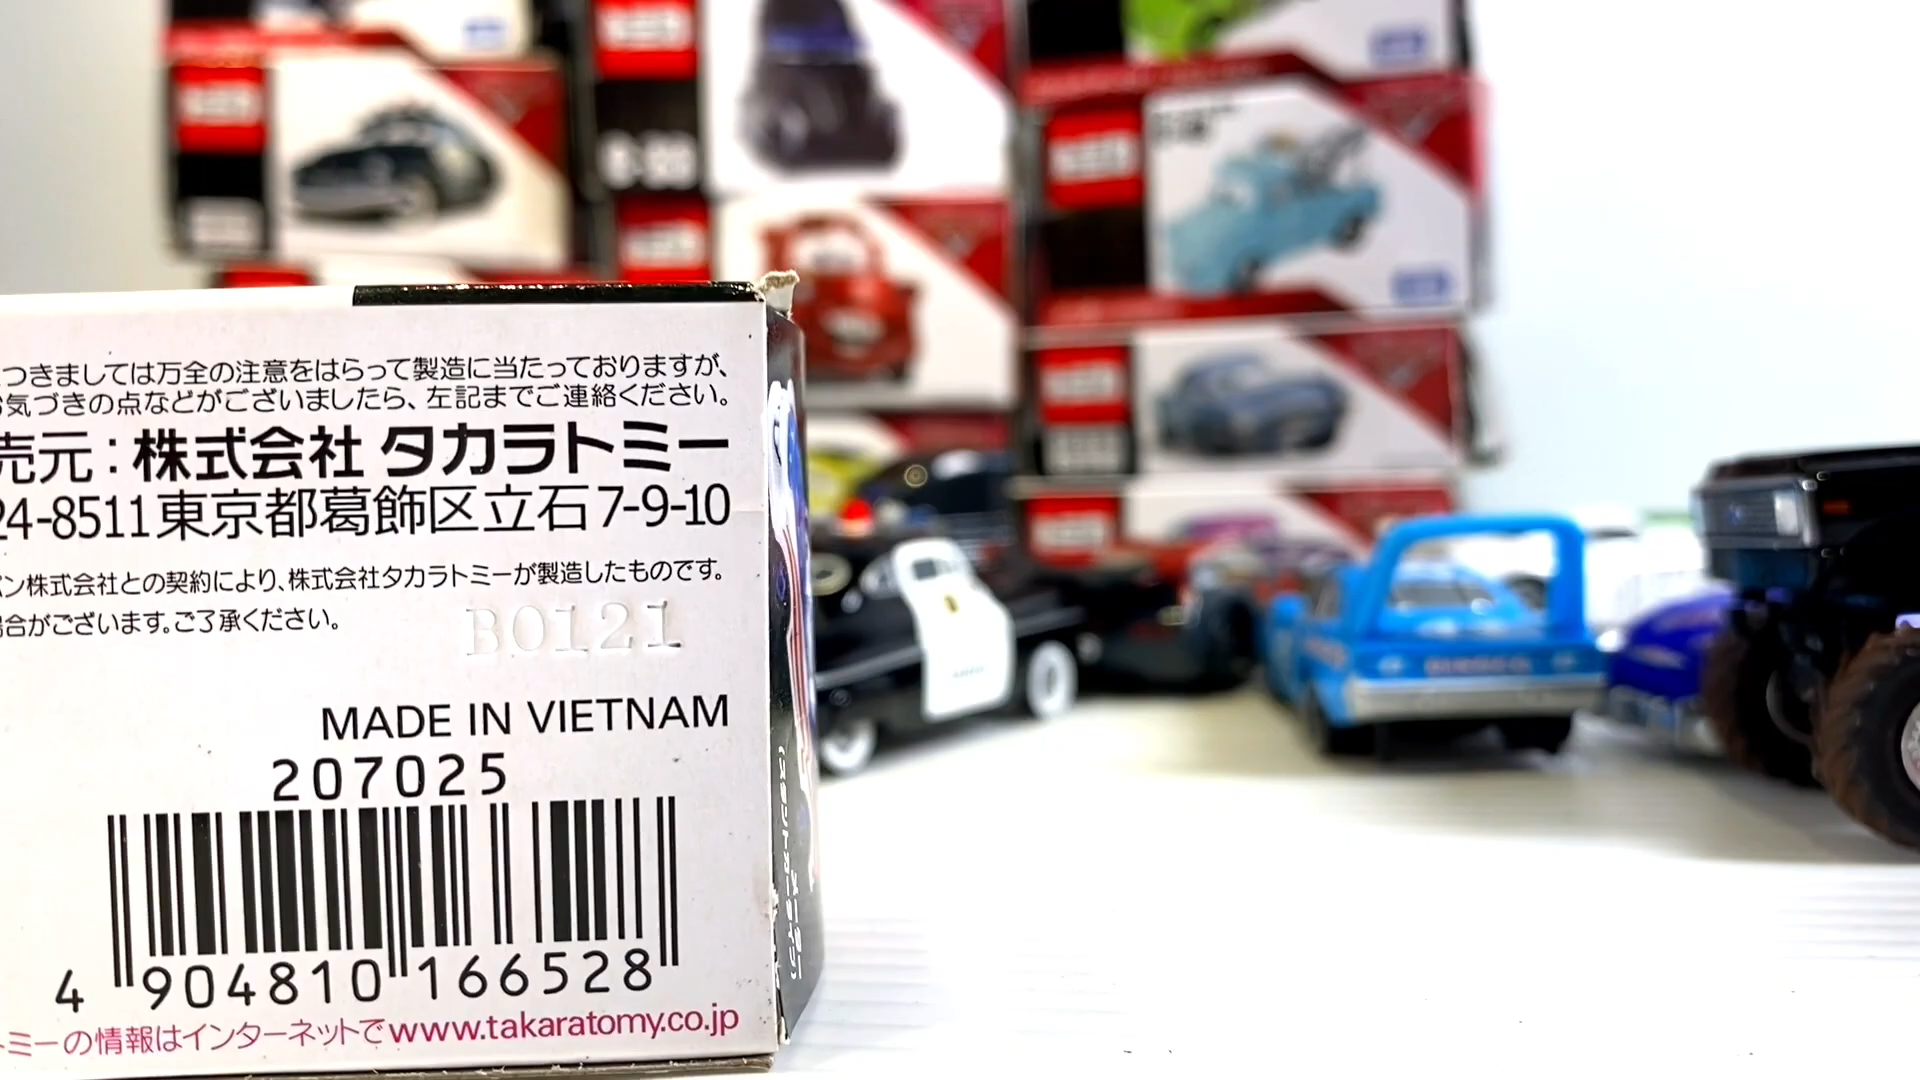 つきましては万全の注意をはらって製造に当たっておりますが、
気づきの点などがございましたら、左記までご連絡ください。
売元：株式会社 タカラトミー
24-8511 東京都葛飾区立石7-9-10
ン株式会社との契約により、株式会社タカラトミーが製造したものです。
場合がございます。ご了承ください。
B0121
MADE IN VIETNAM
207025
4 904810 166528
トミーの情報はインターネットでwww.takaratomy.co.jp